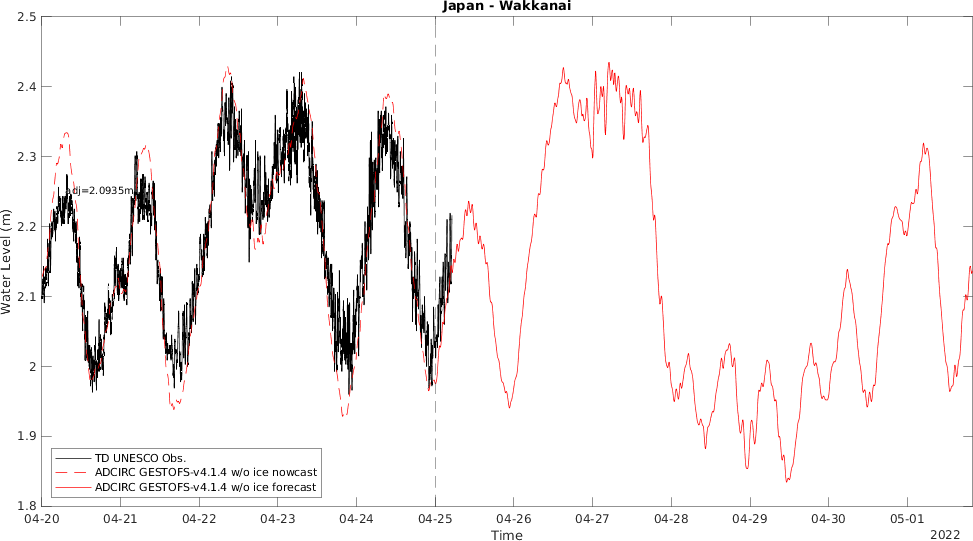 Japan - Wakkanai
2.5
2.4
2.3
2.2
2.1
2
1.9
1.8
Water Level (m)
adj=2.0935m
TD UNESCO Obs.
ADCIRC GESTOFS-v4.1.4 w/o ice nowcast
ADCIRC GESTOFS-v4.1.4 w/o ice forecast
04-20 04-21 04-22 04-23 04-24 04-25 04-26 04-27 04-28 04-29 04-30 05-01
Time
2022